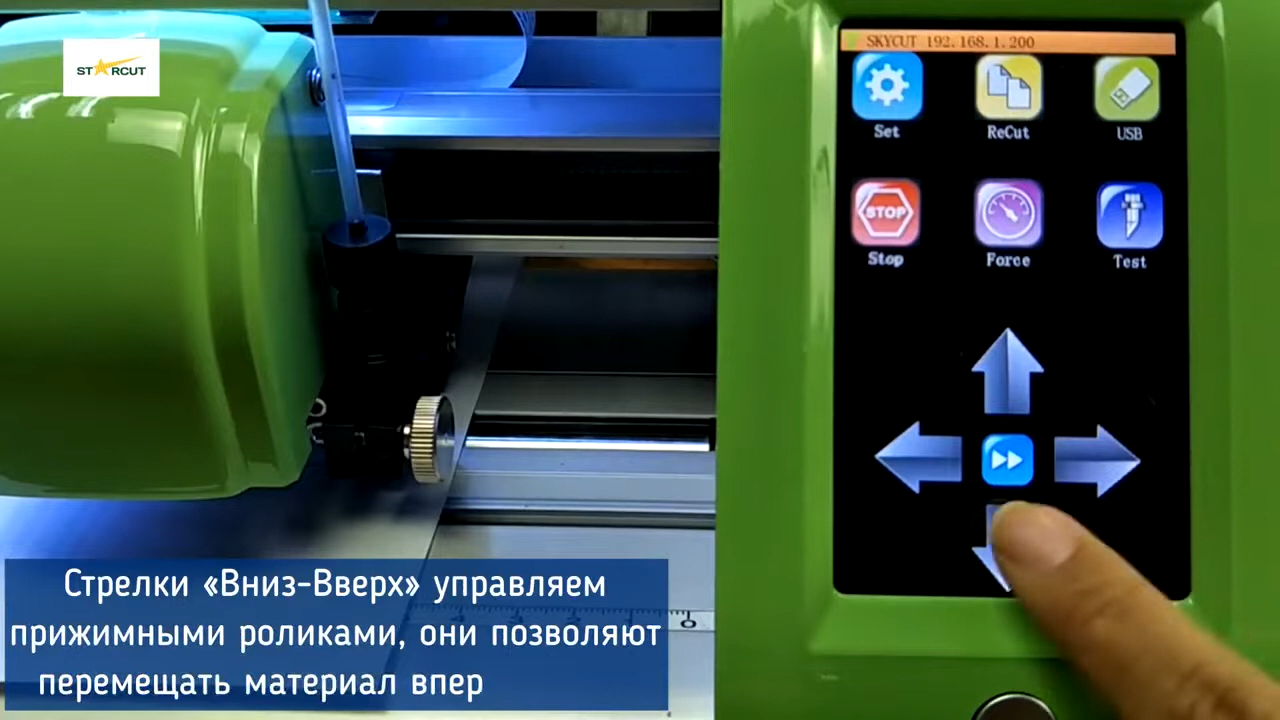 STARCUT
SKYCUT 192.168.1.200
Set ReCut USB
STOP
Stop Force Test
Стрелки «Вниз-Вверх» управляем
прижимными роликами, они позволяют
перемещать материал впер
0